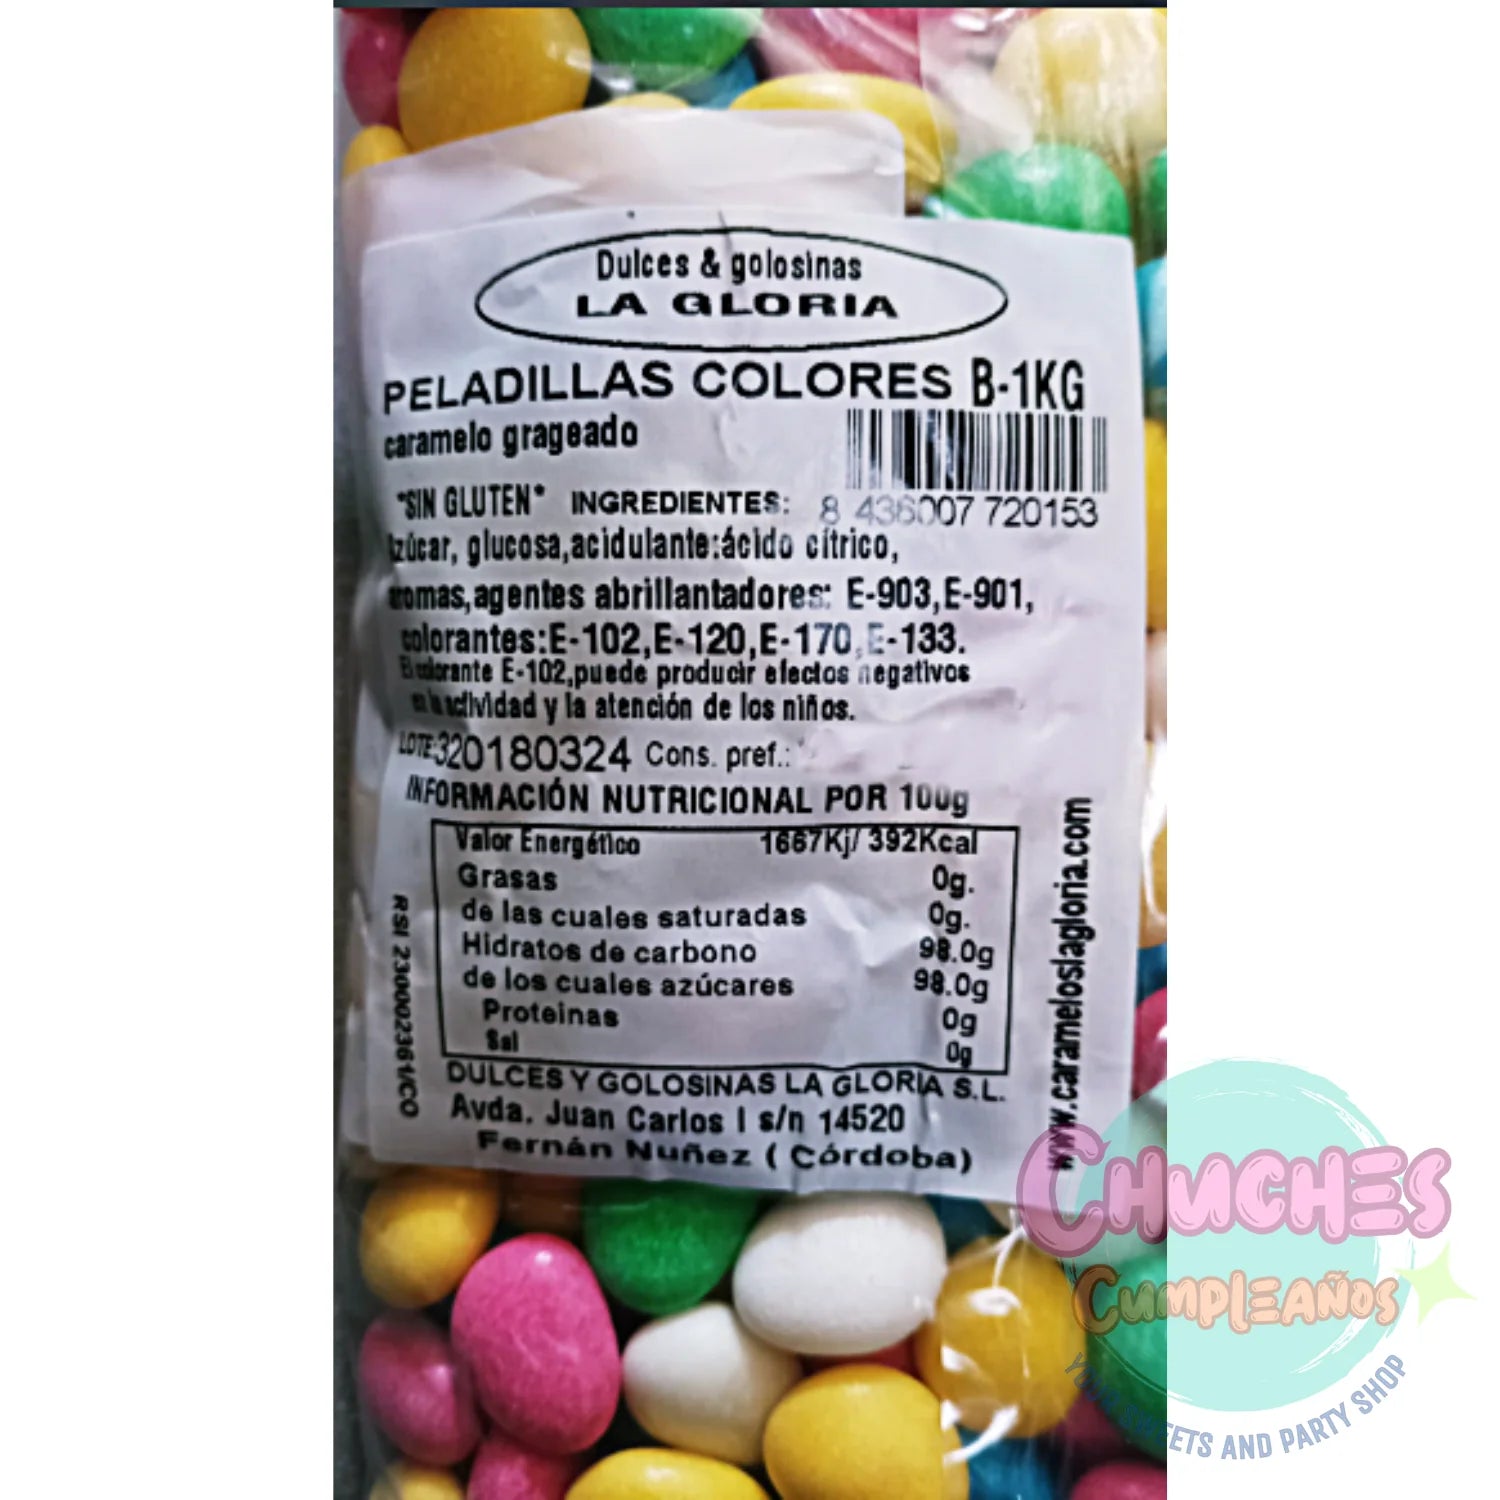 Dulces & golosinas
LA GLORIA
PELADILLAS COLORES B-1KG
caramelo grageado
*SIN GLUTEN* INGREDIENTES:
8 436007 720153
Azúcar, glucosa,acidulante:ácido cítrico,
aromas,agentes abrillantadores: E-903,E-901,
colorantes:E-102,E-120,E-170,E-133.
El colorante E-102,puede producir efectos negativos
en la actividad y la atención de los niños.
LOTE:320180324 Cons. pref.:
INFORMACIÓN NUTRICIONAL POR 100g
Valor Energético 1667Kj/ 392Kcal
Grasas 0g.
de las cuales saturadas 0g.
Hidratos de carbono 98.0g
de los cuales azúcares 98.0g
Proteinas 0g
Sal 0g
DULCES Y GOLOSINAS LA GLORIA S.L.
Avda. Juan Carlos I s/n 14520
Fernán Nuñez ( Córdoba)
RSI 23000236 1/CO
www.carameloslagloria.com
CHUCHES
CUMPLEAÑOS
YOUR SWEETS AND PARTY SHOP